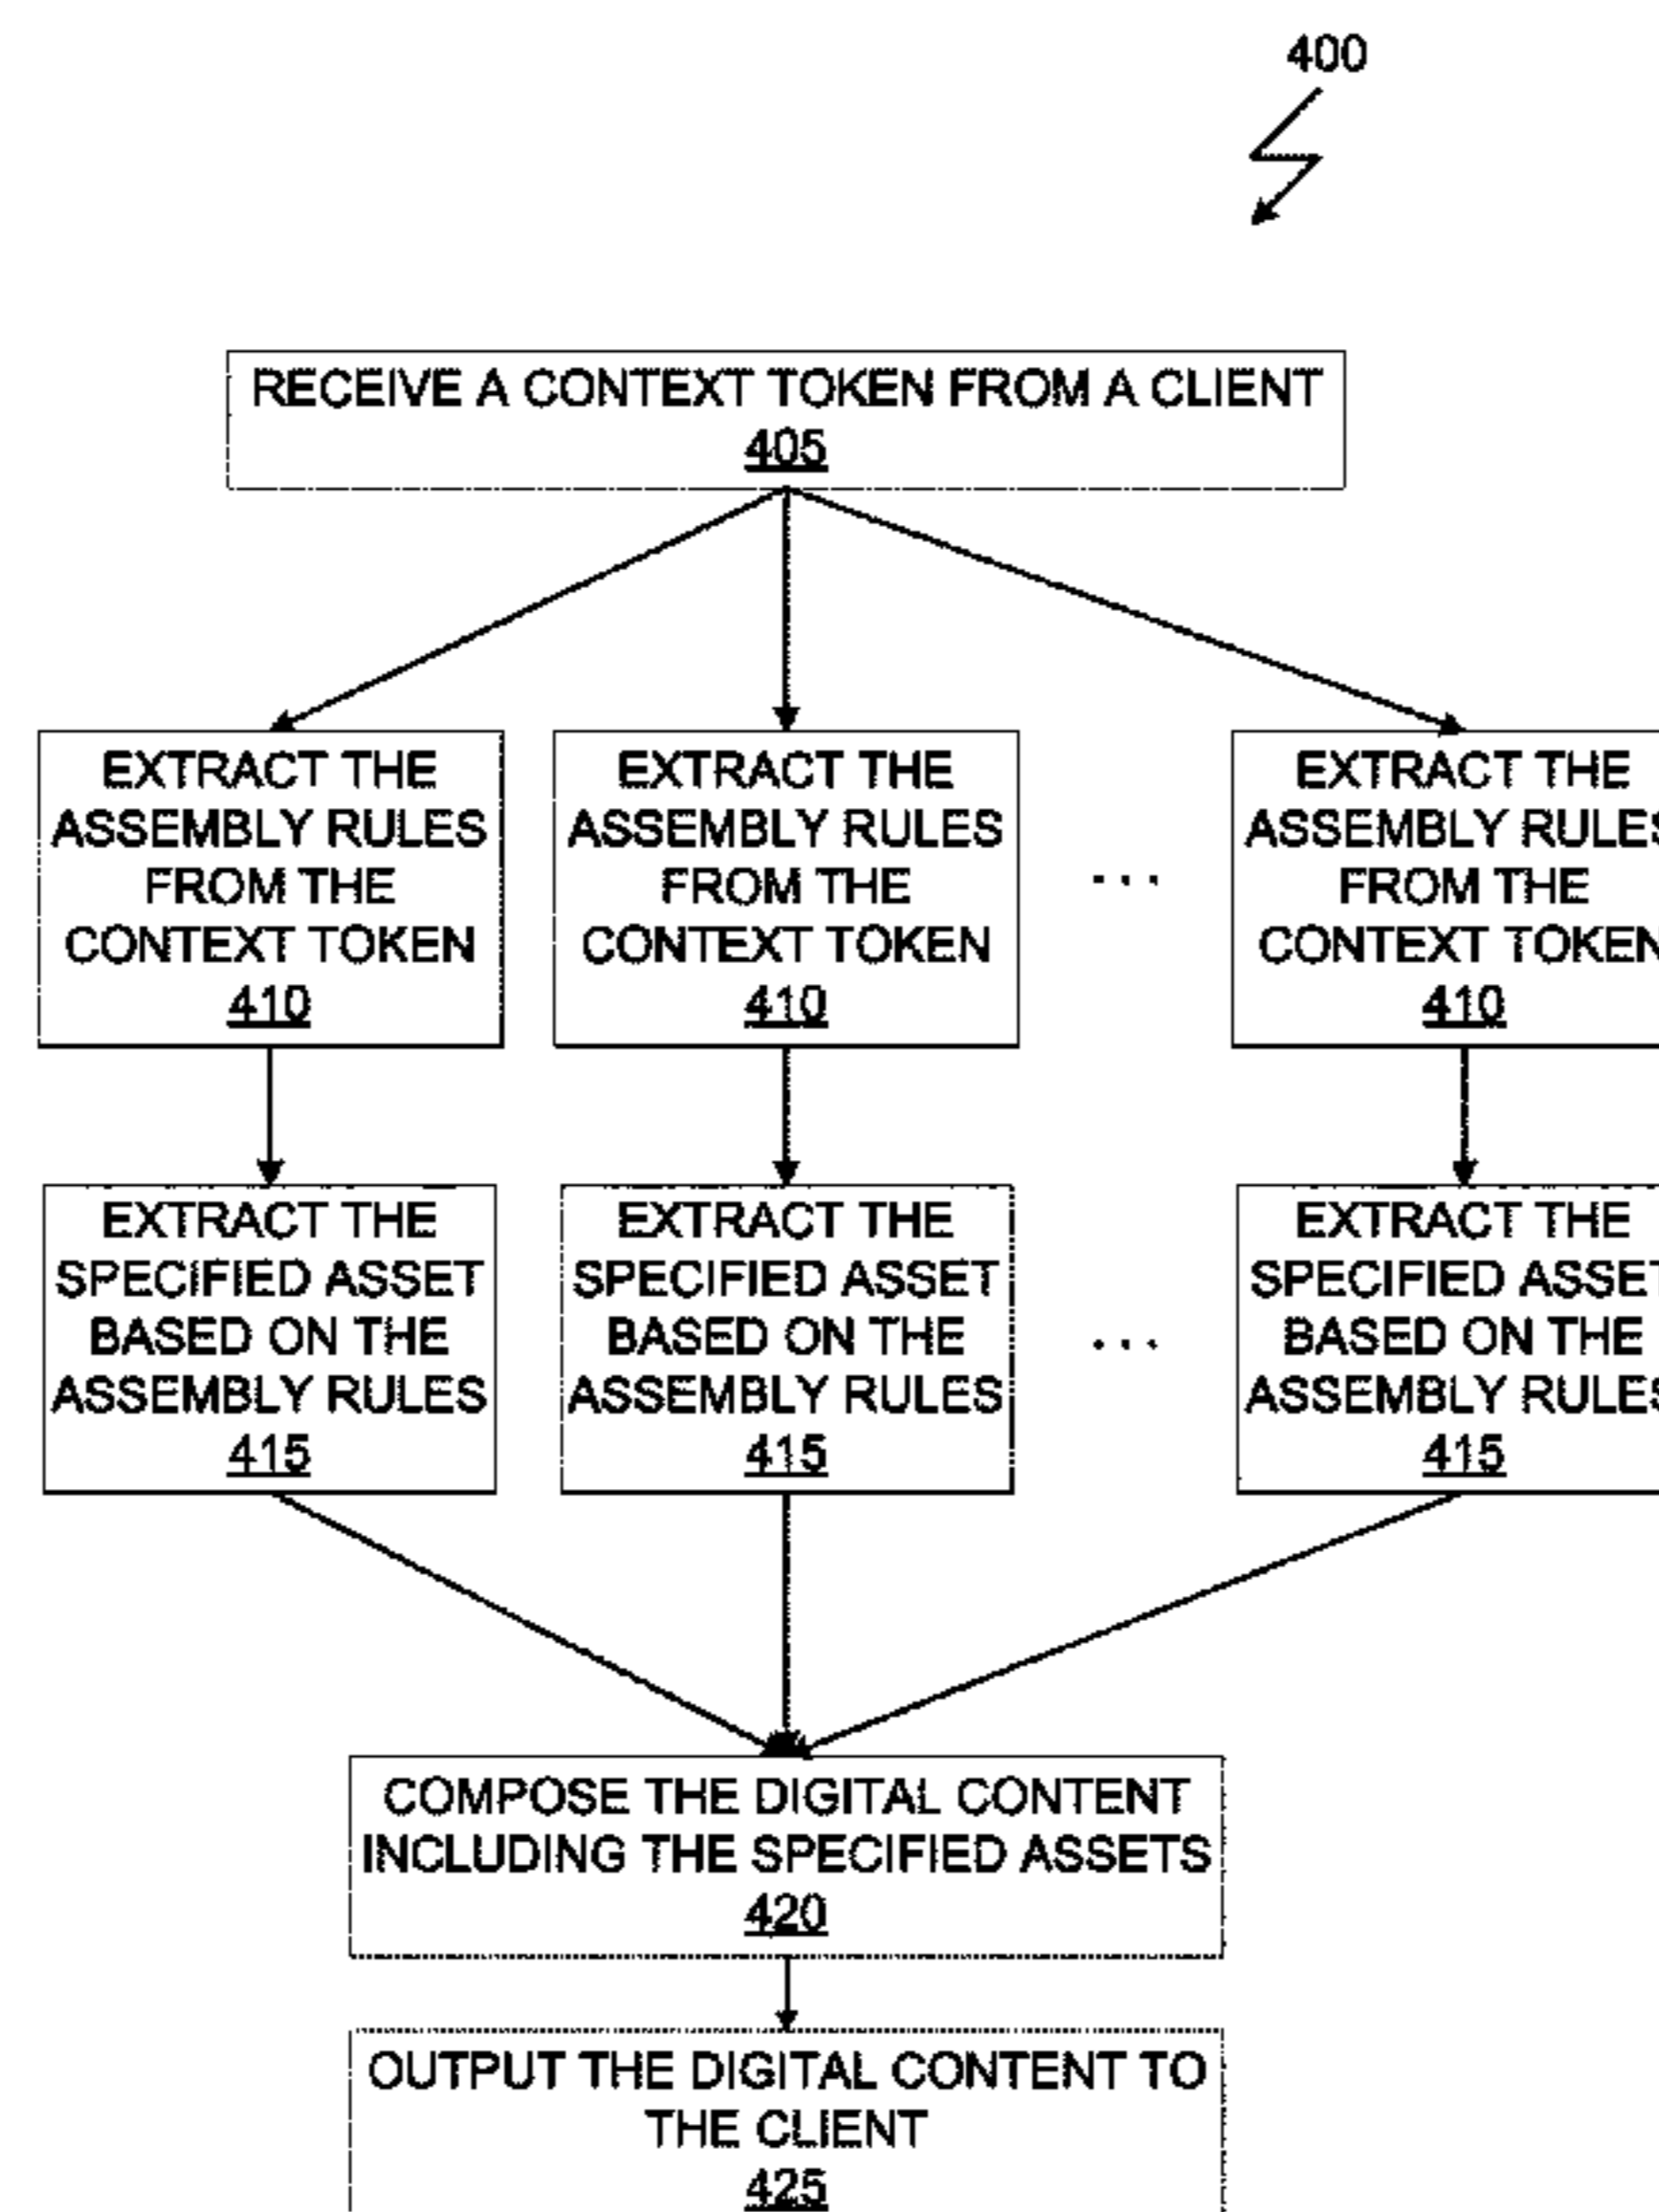 400
RECEIVE A CONTEXT TOKEN FROM A CLIENT
405
EXTRACT THE
ASSEMBLY RULES
FROM THE
CONTEXT TOKEN
410
EXTRACT THE
ASSEMBLY RULES
FROM THE
CONTEXT TOKEN
410
...
EXTRACT THE
ASSEMBLY RULES
FROM THE
CONTEXT TOKEN
410
EXTRACT THE
SPECIFIED ASSET
BASED ON THE
ASSEMBLY RULES
415
EXTRACT THE
SPECIFIED ASSET
BASED ON THE
ASSEMBLY RULES
415
...
EXTRACT THE
SPECIFIED ASSET
BASED ON THE
ASSEMBLY RULES
415
COMPOSE THE DIGITAL CONTENT
INCLUDING THE SPECIFIED ASSETS
420
OUTPUT THE DIGITAL CONTENT TO
THE CLIENT
425